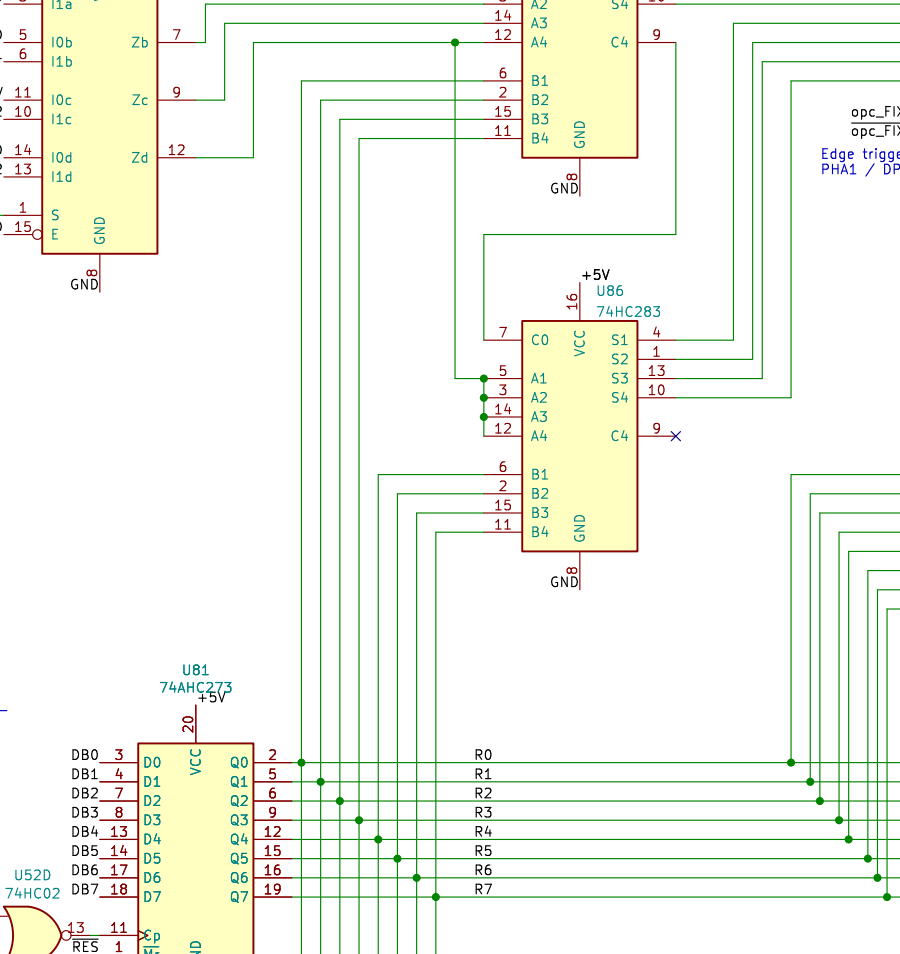 I1a
A2
S4
14
A3
5
I0b
Zb
7
12
A4
C4
9
6
I1b
6
B1
11
I0c
Zc
9
2
B2
10
I1c
15
B3
opc_FI
11
B4
opc_FI
14
I0d
Zd
12
GND
Edge trigge
13
I1d
PHA1 / DP
8
GND
1
S
15
E
GND
8
GND
+5V
U86
16
74HC283
7
C0
VCC
S1
4
S2
1
5
A1
S3
13
3
A2
S4
10
14
A3
12
A4
C4
9
6
B1
2
B2
15
B3
11
B4
GND
8
GND
U81
74AHC273
+5V
20
DB0
3
D0
VCC
Q0
2
R0
DB1
4
D1
Q1
5
R1
DB2
7
D2
Q2
6
R2
DB3
8
D3
Q3
9
R3
DB4
13
D4
Q4
12
R4
DB5
14
D5
Q5
15
R5
DB6
17
D6
Q6
16
R6
DB7
18
D7
Q7
19
R7
U52D
74HC02
13
11
Cp
RES
1
ND